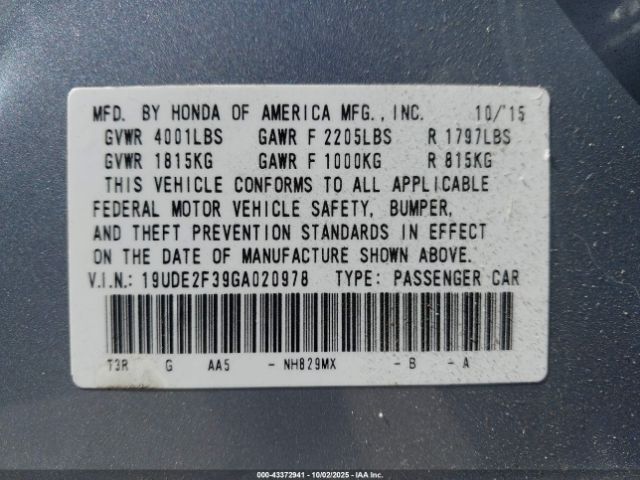 MFD. BY HONDA OF AMERICA MFG., INC. 10/'15
GVWR 4001LBS GAWR F 2205LBS R 1797LBS
GVWR 1815KG GAWR F 1000KG R 815KG
THIS VEHICLE CONFORMS TO ALL APPLICABLE
FEDERAL MOTOR VEHICLE SAFETY, BUMPER,
AND THEFT PREVENTION STANDARDS IN EFFECT
ON THE DATE OF MANUFACTURE SHOWN ABOVE.
V.I.N.: 19UDE2F39GA020978 TYPE: PASSENGER CAR
T3R G AA5 - NH829MX - B - A
000-43372941 | 10/02/2025 | IAA Inc.